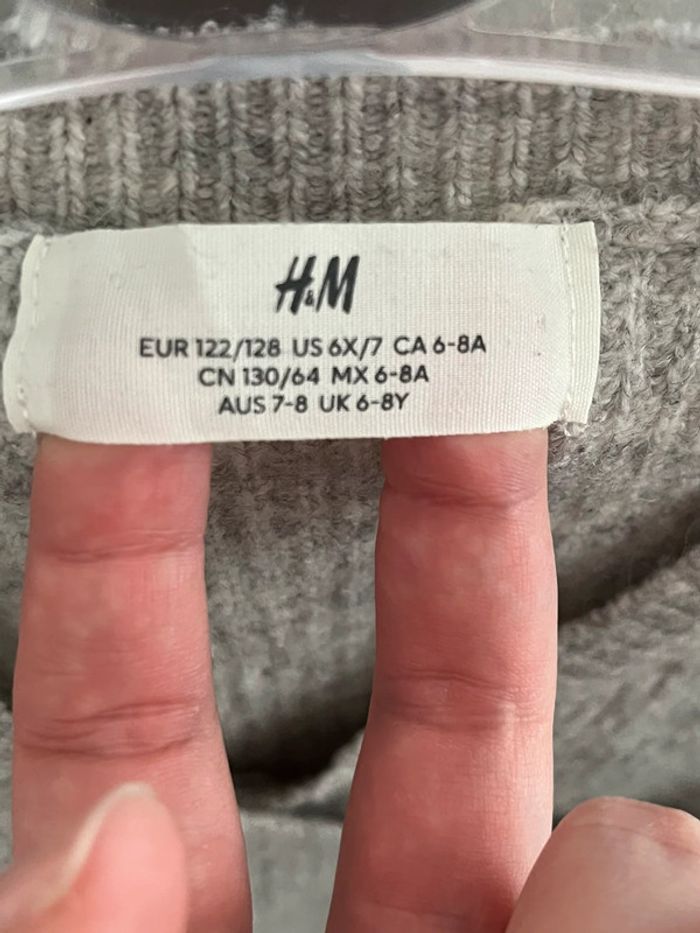 H&M
EUR 122/128 US 6X/7 CA 6-8A
CN 130/64 MX 6-8A
AUS 7-8 UK 6-8Y